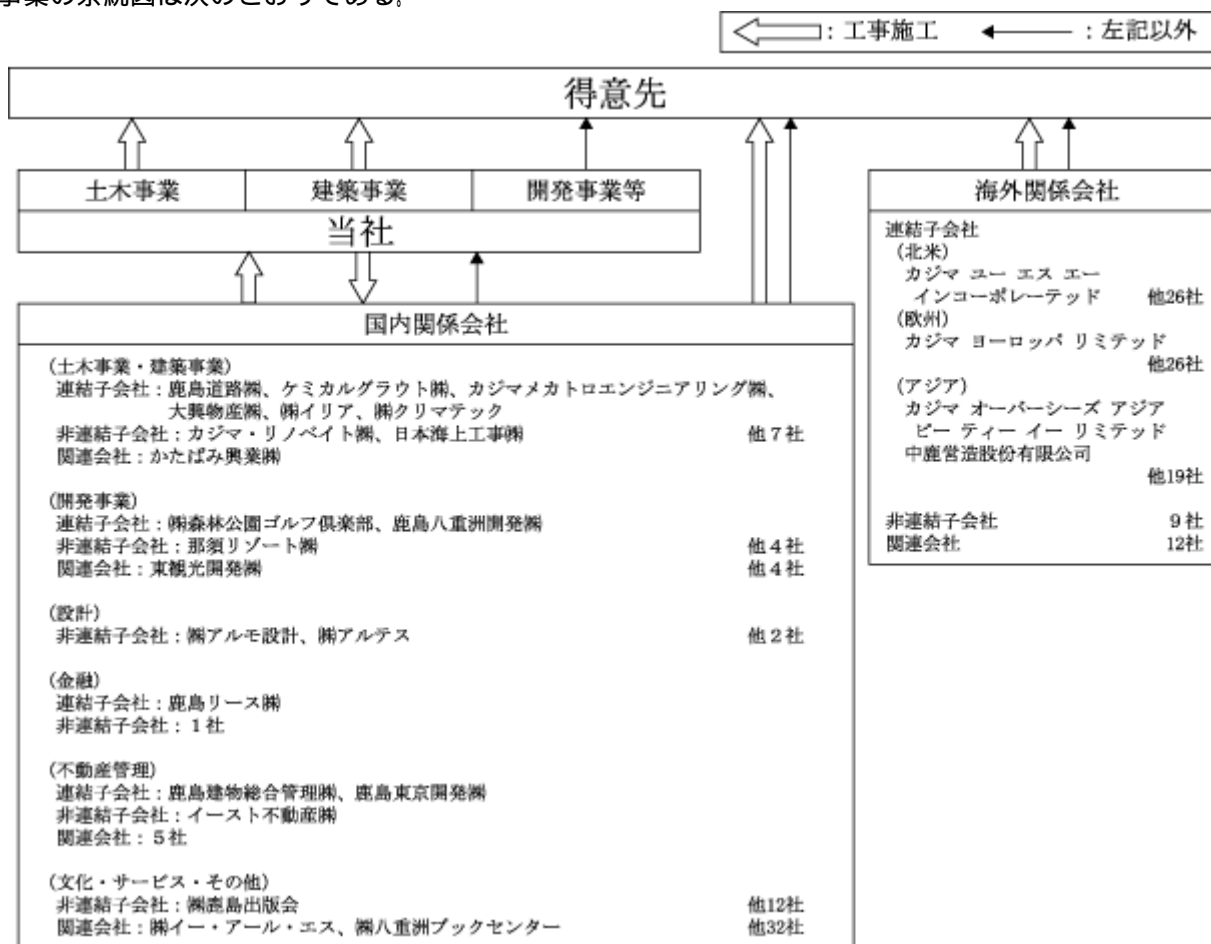 事業の系統図は次のとおりである。
：工事施工 ：左記以外
得意先
土木事業 建築事業 開発事業等
当社
国内関係会社
(土木事業・建築事業)
連結子会社：鹿島道路㈱、ケミカルグラウト㈱、カジマメカトロエンジニアリング㈱、
大興物産㈱、㈱イリア、㈱クリマテック
非連結子会社：カジマ・リノベイト㈱、日本海上工事㈱ 他７社
関連会社：かたばみ興業㈱
(開発事業)
連結子会社：㈱森林公園ゴルフ倶楽部、鹿島八重洲開発㈱
非連結子会社：那須リゾート㈱ 他４社
関連会社：東観光開発㈱ 他４社
(設計)
非連結子会社：㈱アルモ設計、㈱アルテス 他２社
(金融)
連結子会社：鹿島リース㈱
非連結子会社：１社
(不動産管理)
連結子会社：鹿島建物総合管理㈱、鹿島東京開発㈱
非連結子会社：イースト不動産㈱
関連会社：５社
(文化・サービス・その他)
非連結子会社：㈱鹿島出版会 他12社
関連会社：㈱イー・アール・エス、㈱八重洲ブックセンター 他32社
海外関係会社
連結子会社
(北米)
カジマ ユー エス エー
インコーポレーテッド 他26社
(欧州)
カジマ ヨーロッパ リミテッド
他26社
(アジア)
カジマ オーバーシーズ アジア
ピー ティー イー リミテッド
中鹿営造股份有限公司
他19社
非連結子会社 ９社
関連会社 12社